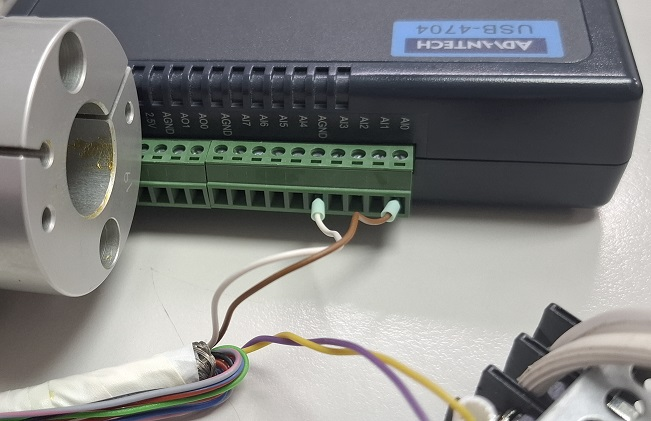 ADVANTECH
USB-4704
2.5V
AGND
AO1
AO0
AGND
AI7
AI6
AI5
AI4
AGND
AI3
AI2
AI1
AI0